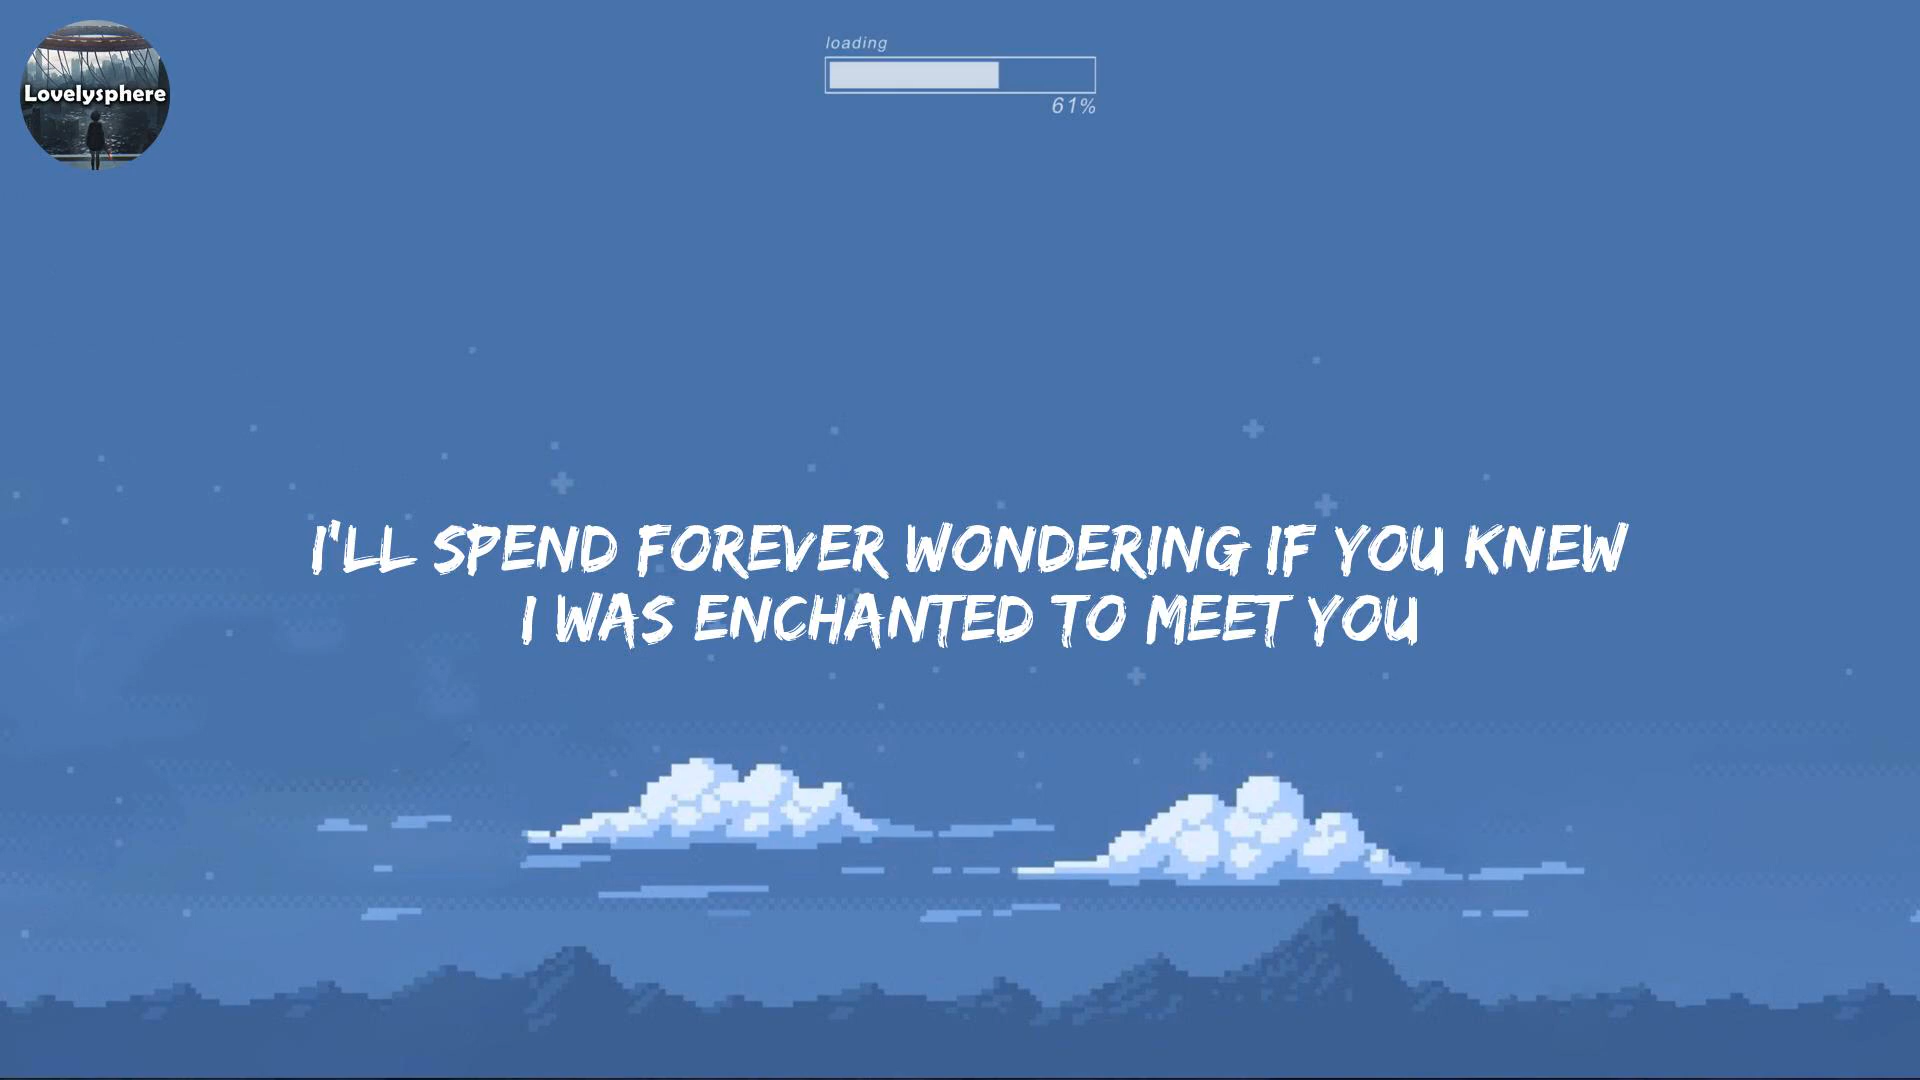 Lovelysphere
loading
61%
I'LL SPEND FOREVER WONDERING IF YOU KNEW
I WAS ENCHANTED TO MEET YOU